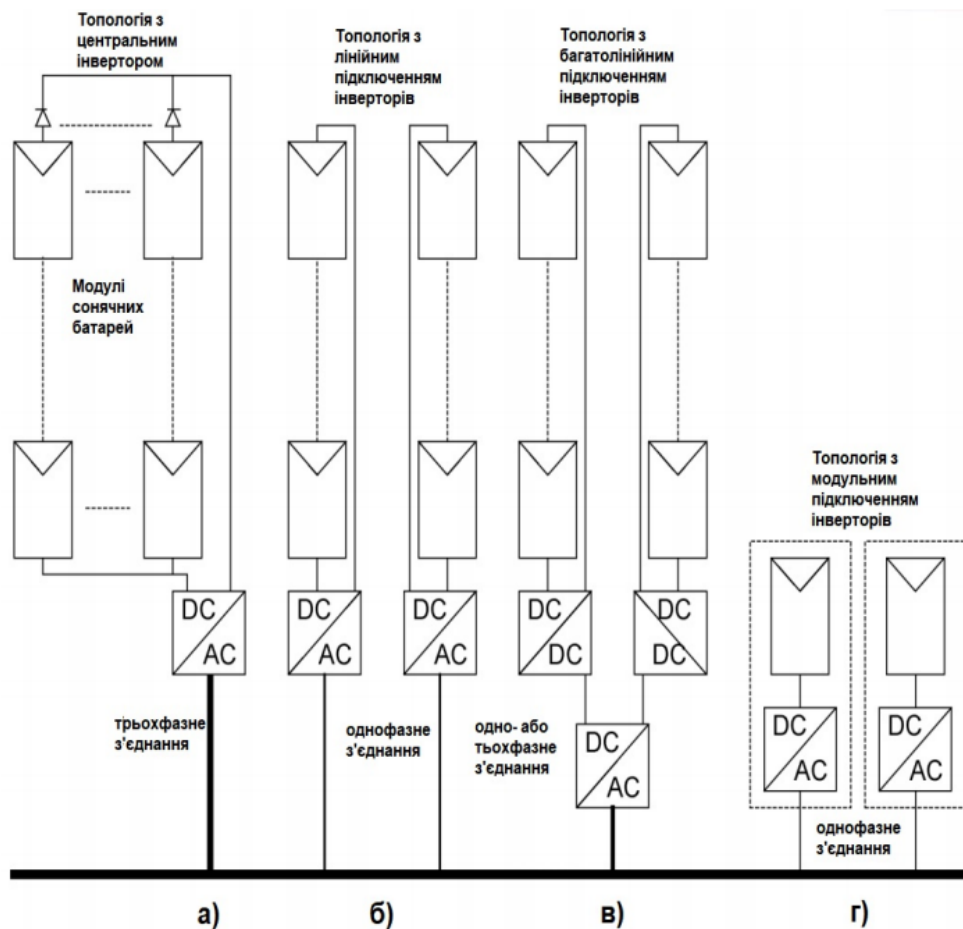 Топологія з
центральним
інвертором
Топологія з
лінійним
підключенням
інверторів
Топологія з
багатолінійним
підключенням
інверторів
Модулі
сонячних
батарей
Топологія з
модульним
підключенням
інверторів
DC
AC
DC
AC
DC
AC
DC
DC
DC
DC
трьохфазне
з'єднання
однофазне
з'єднання
одно- або
тьохфазне
з'єднання
DC
AC
DC
AC
DC
AC
однофазне
з'єднання
а)
б)
в)
г)